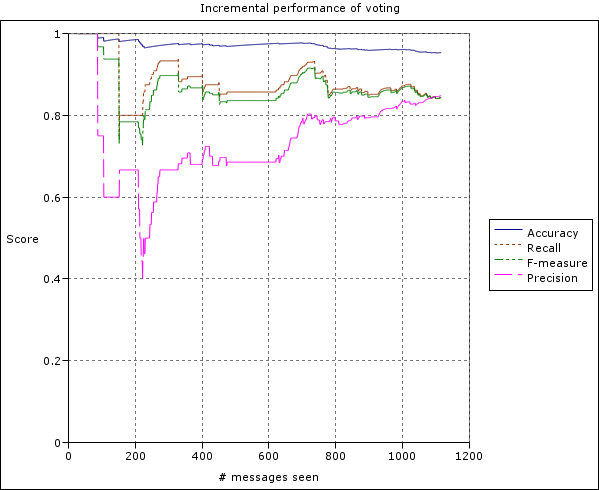 Incremental performance of voting
1
0.8
0.6
Score
0.4
0.2
0
0 200 400 600 800 1000 1200
# messages seen
Accuracy
Recall
F-measure
Precision